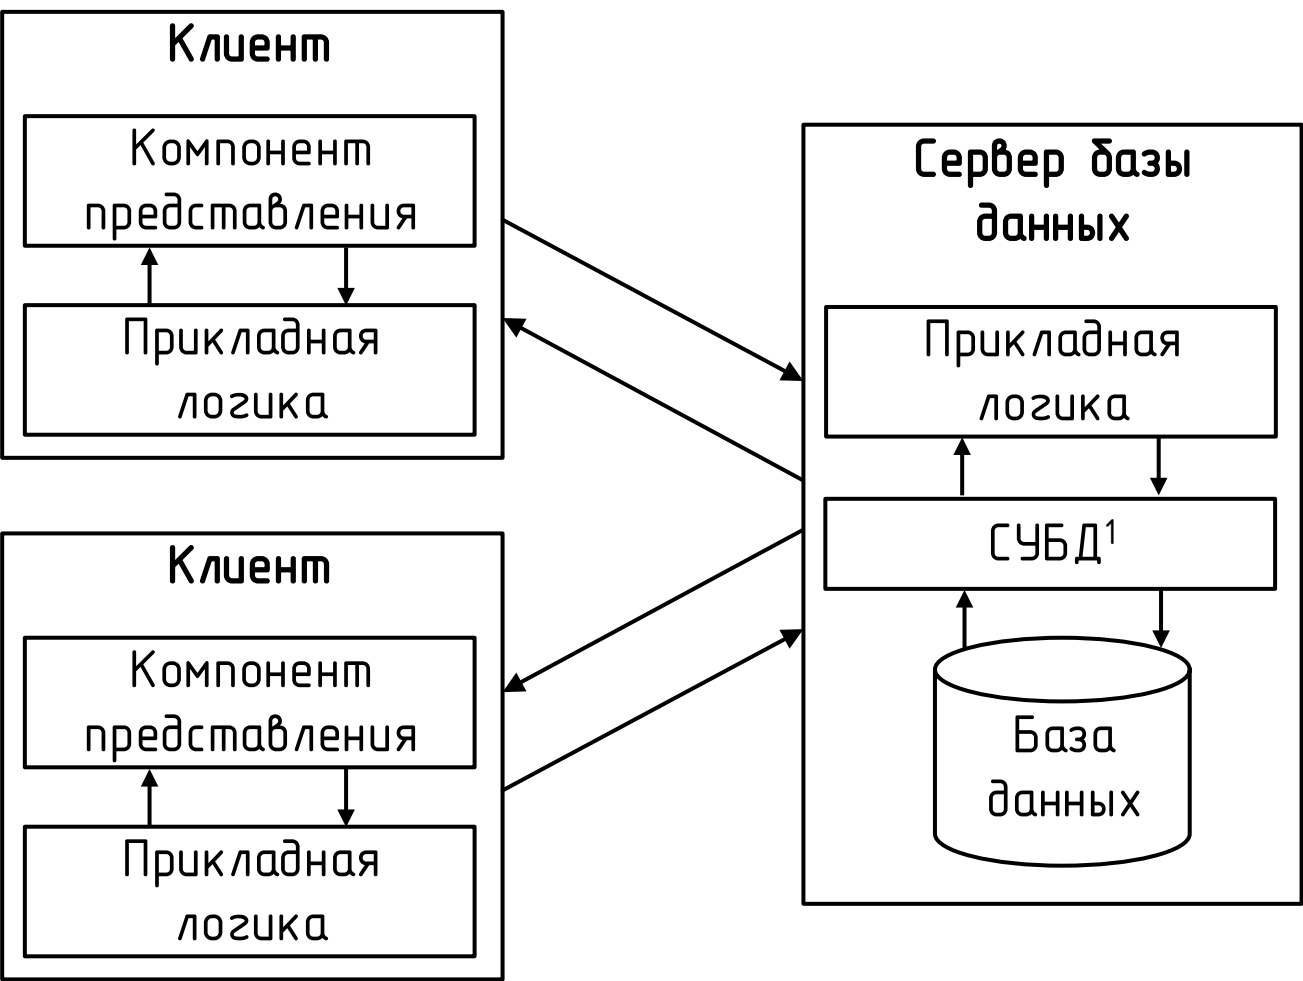 Клиент
Компонент
представления
Прикладная
логика
Клиент
Компонент
представления
Прикладная
логика
Сервер базы
данных
Прикладная
логика
СУБД¹
База
данных